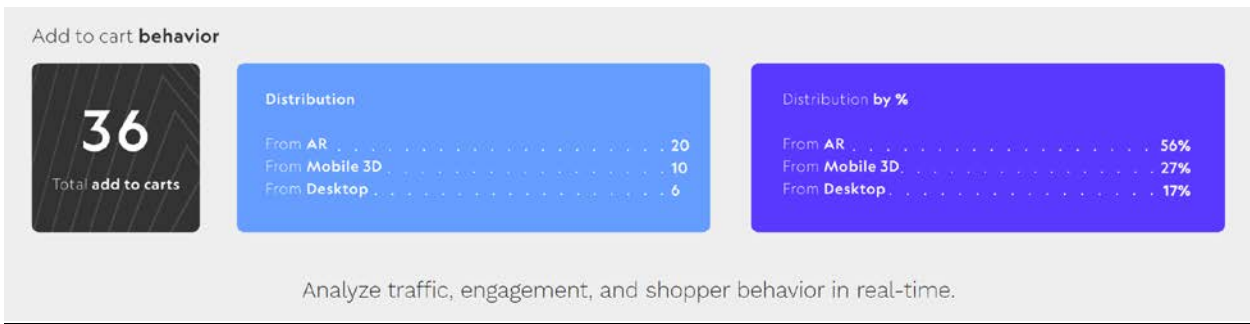 Add to cart behavior
36
Total add to carts
Distribution
From AR . . . . . . . . . . . . . . . . . . . . 20
From Mobile 3D . . . . . . . . . . . . . . . . . 10
From Desktop . . . . . . . . . . . . . . . . . . 6
Distribution by %
From AR . . . . . . . . . . . . . . . . . . . . 56%
From Mobile 3D . . . . . . . . . . . . . . . . . 27%
From Desktop . . . . . . . . . . . . . . . . . . 17%
Analyze traffic, engagement, and shopper behavior in real-time.